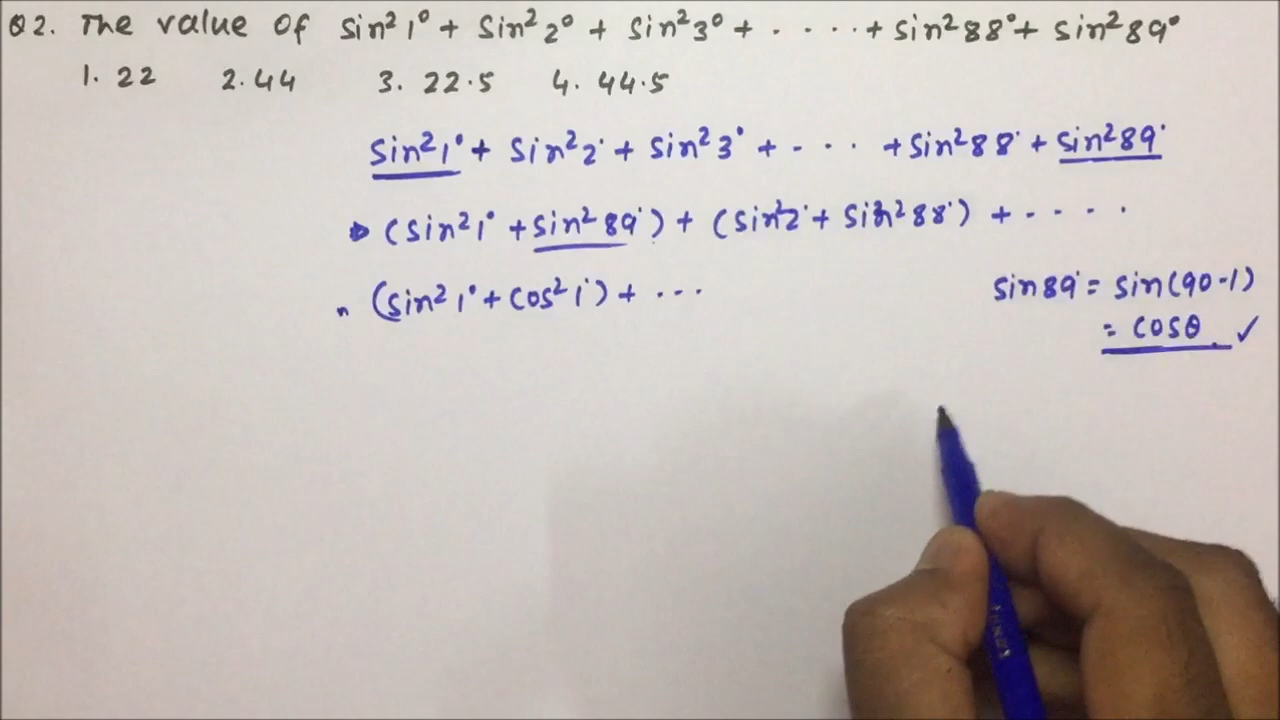 Q2. The value of sin²1° + sin²2° + sin²3° + . . . . + sin²88° + sin²89°
1. 22 2. 44 3. 22.5 4. 44.5
sin²1° + sin²2° + sin²3° + . . . . + sin²88° + sin²89°
(sin²1° + sin²89°) + (sin²2° + sin²88°) + . . . .
= (sin²1° + cos²1°) + ...
sin89° = sin(90-1)
= cosθ. ✓